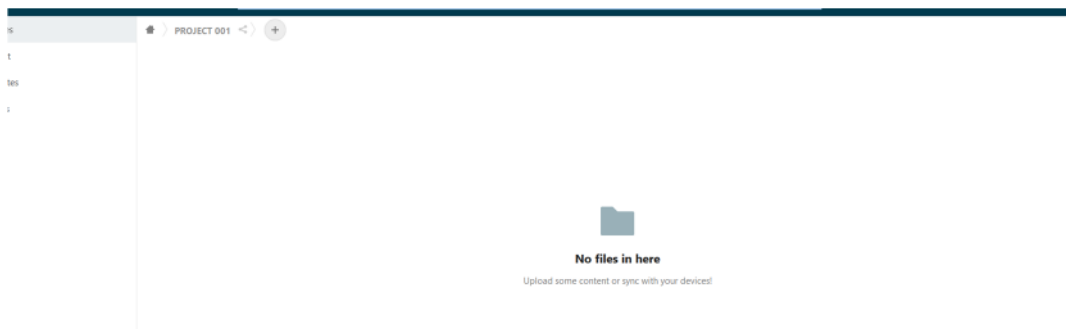 PROJECT 001
+
No files in here
Upload some content or sync with your devices!